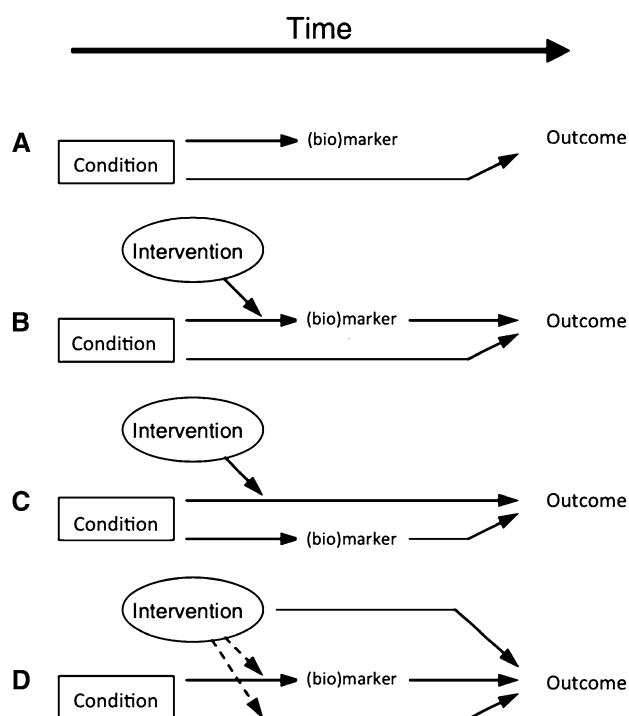 Time
A
Condition
(bio)marker
Outcome
Intervention
B
Condition
(bio)marker
Outcome
Intervention
C
Condition
(bio)marker
Outcome
Intervention
D
Condition
(bio)marker
Outcome